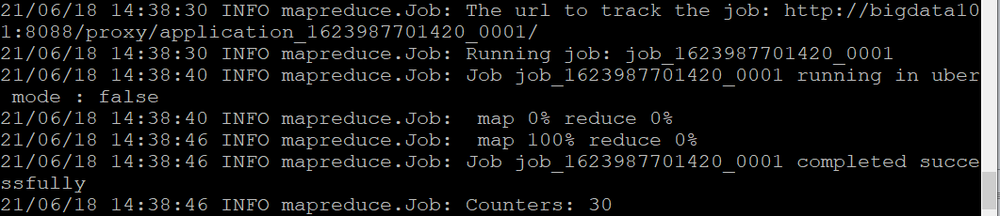 21/06/18 14:38:30 INFO mapreduce.Job: The url to track the job: http://bigdata10
1:8088/proxy/application_1623987701420_0001/
21/06/18 14:38:30 INFO mapreduce.Job: Running job: job_1623987701420_0001
21/06/18 14:38:40 INFO mapreduce.Job: Job job_1623987701420_0001 running in uber
 mode : false
21/06/18 14:38:40 INFO mapreduce.Job:  map 0% reduce 0%
21/06/18 14:38:46 INFO mapreduce.Job:  map 100% reduce 0%
21/06/18 14:38:46 INFO mapreduce.Job: Job job_1623987701420_0001 completed succe
ssfully
21/06/18 14:38:46 INFO mapreduce.Job: Counters: 30